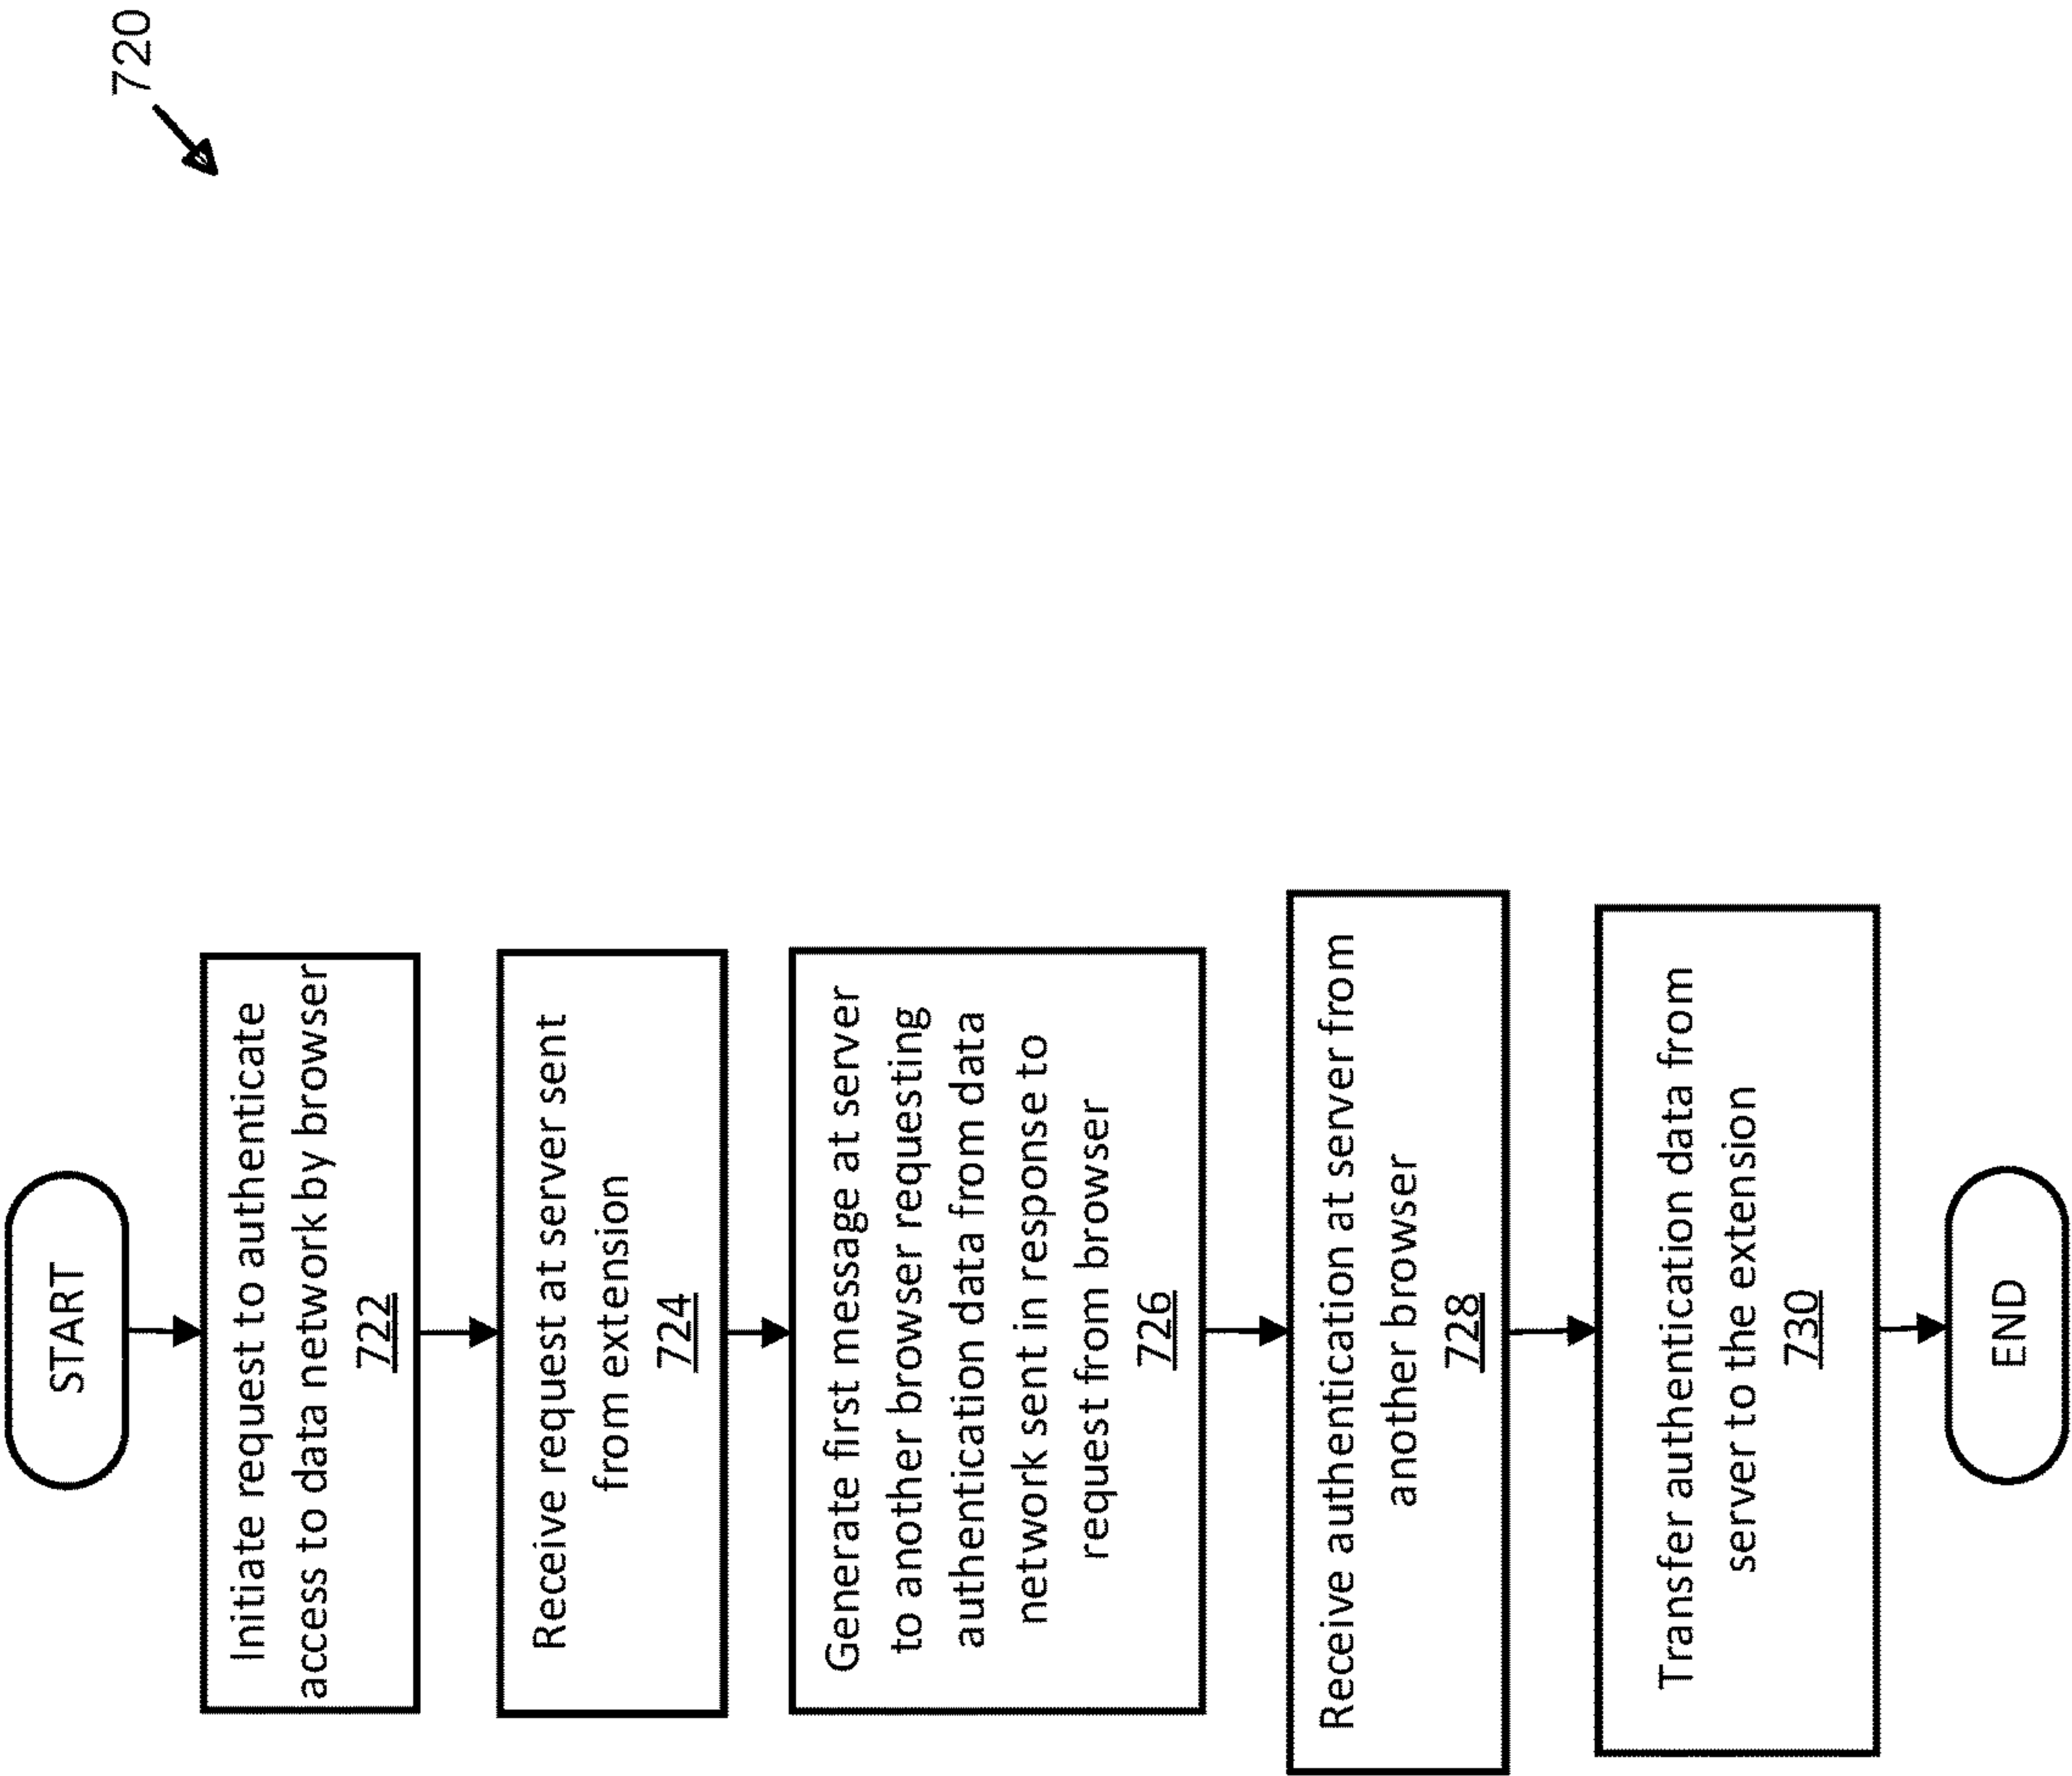 720
START
Initiate request to authenticate
access to data network by browser
722
Receive request at server sent
from extension
724
Generate first message at server
to another browser requesting
authentication data from data
network sent in response to
request from browser
726
Receive authentication at server from
another browser
728
Transfer authentication data from
server to the extension
730
END